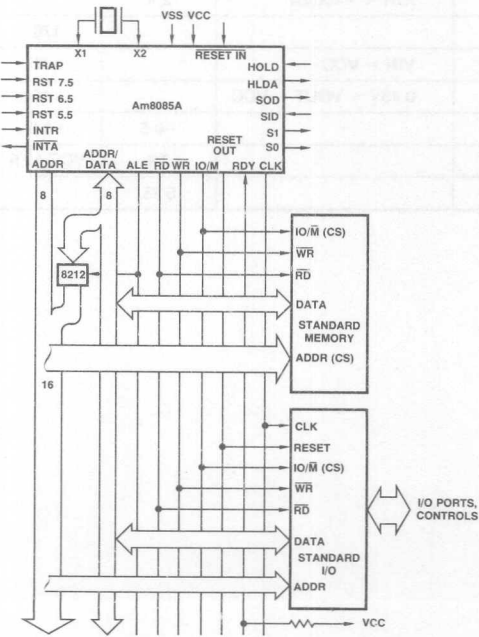 VSS VCC
X1 X2 RESET IN
TRAP HOLD
RST 7.5 HLDA
RST 6.5 Am8085A SOD
RST 5.5 SID
INTR RESET OUT S1
INTA ADDR/DATA S0
ADDR ALE RD WR IO/M RDY CLK
8 8
8212
IO/M (CS)
WR
RD
DATA
STANDARD
MEMORY
ADDR (CS)
16
CLK
RESET
IO/M (CS)
WR
RD
I/O PORTS,
CONTROLS
DATA
STANDARD
I/O
ADDR
VCC